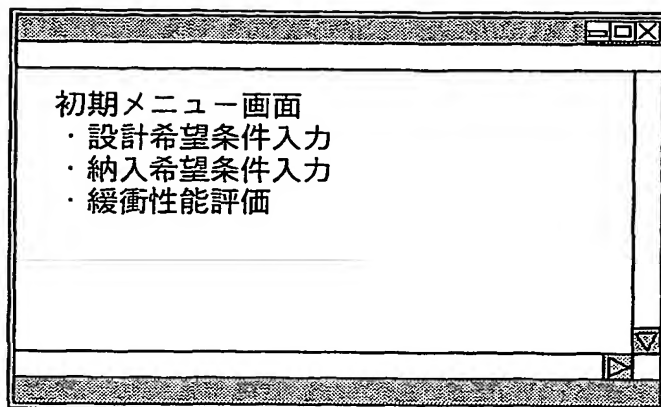 初期メニュー画面
・設計希望条件入力
・納入希望条件入力
・緩衝性能評価